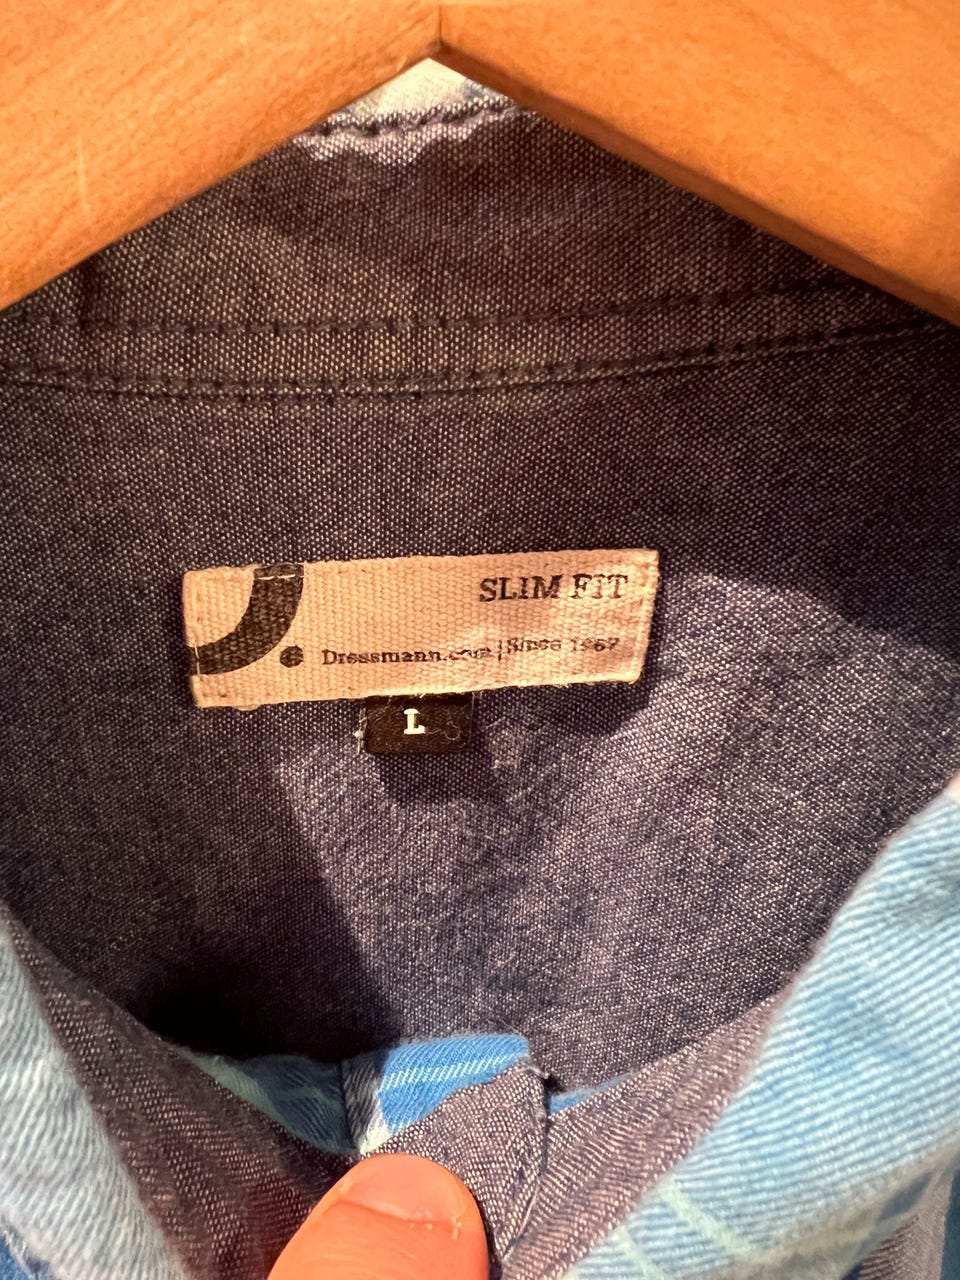 SLIM FIT
Dressmann.com | Since 1967
L